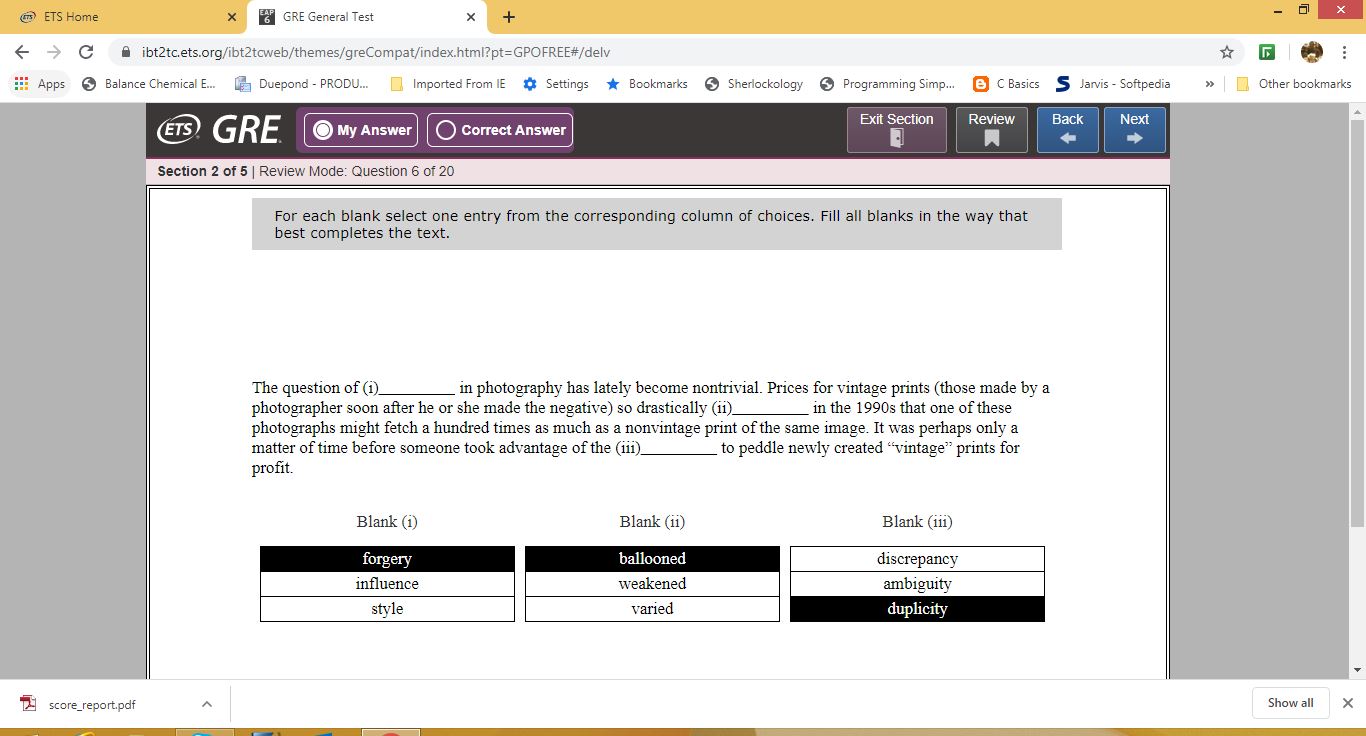 ETS ETS Home × EAP 6 GRE General Test × +
ibt2tc.ets.org/ibt2tcweb/themes/greCompat/index.html?pt=GPOFREE#/delv
Apps Balance Chemical E... Duepond - PRODU... Imported From IE Settings Bookmarks Sherlockology Programming Simp... C Basics Jarvis - Softpedia » Other bookmarks
ETS GRE My Answer Correct Answer Exit Section Review Back Next
Section 2 of 5 | Review Mode: Question 6 of 20
For each blank select one entry from the corresponding column of choices. Fill all blanks in the way that
best completes the text.
The question of (i)_________ in photography has lately become nontrivial. Prices for vintage prints (those made by a
photographer soon after he or she made the negative) so drastically (ii)_________ in the 1990s that one of these
photographs might fetch a hundred times as much as a nonvintage print of the same image. It was perhaps only a
matter of time before someone took advantage of the (iii)_________ to peddle newly created “vintage” prints for
profit.
Blank (i) Blank (ii) Blank (iii)
forgery ballooned discrepancy
influence weakened ambiguity
style varied duplicity
score_report.pdf Show all ×